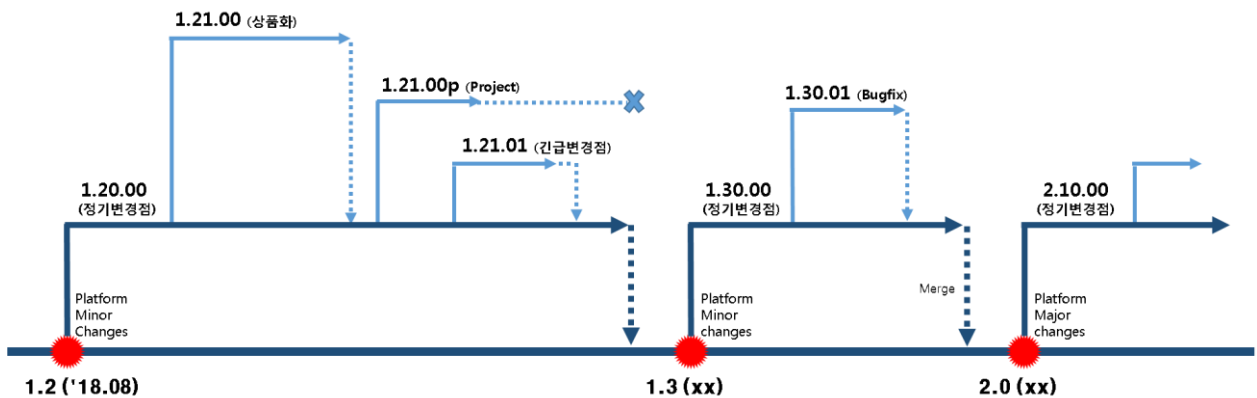 1.21.00 (상품화)
1.21.00p (Project)
1.30.01 (Bugfix)
1.21.01 (긴급변경점)
1.20.00
(정기변경점)
1.30.00
(정기변경점)
2.10.00
(정기변경점)
Platform
Minor
Changes
Platform
Minor
changes
Merge
Platform
Major
changes
1.2 ('18.08)
1.3 (xx)
2.0 (xx)